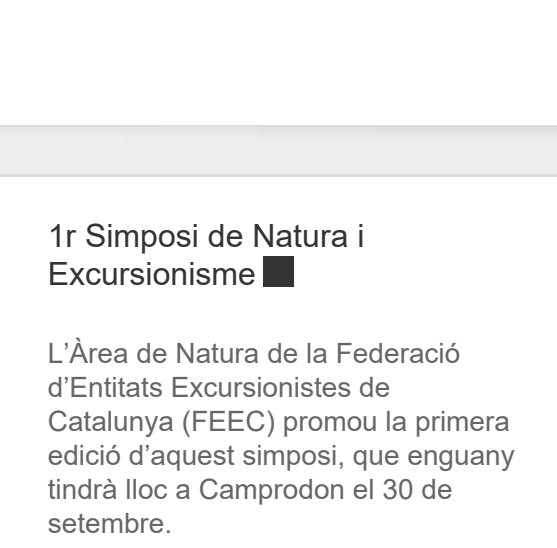 1r Simposi de Natura i
Excursionisme
L’Àrea de Natura de la Federació
d’Entitats Excursionistes de
Catalunya (FEEC) promou la primera
edició d’aquest simposi, que enguany
tindrà lloc a Camprodon el 30 de
setembre.